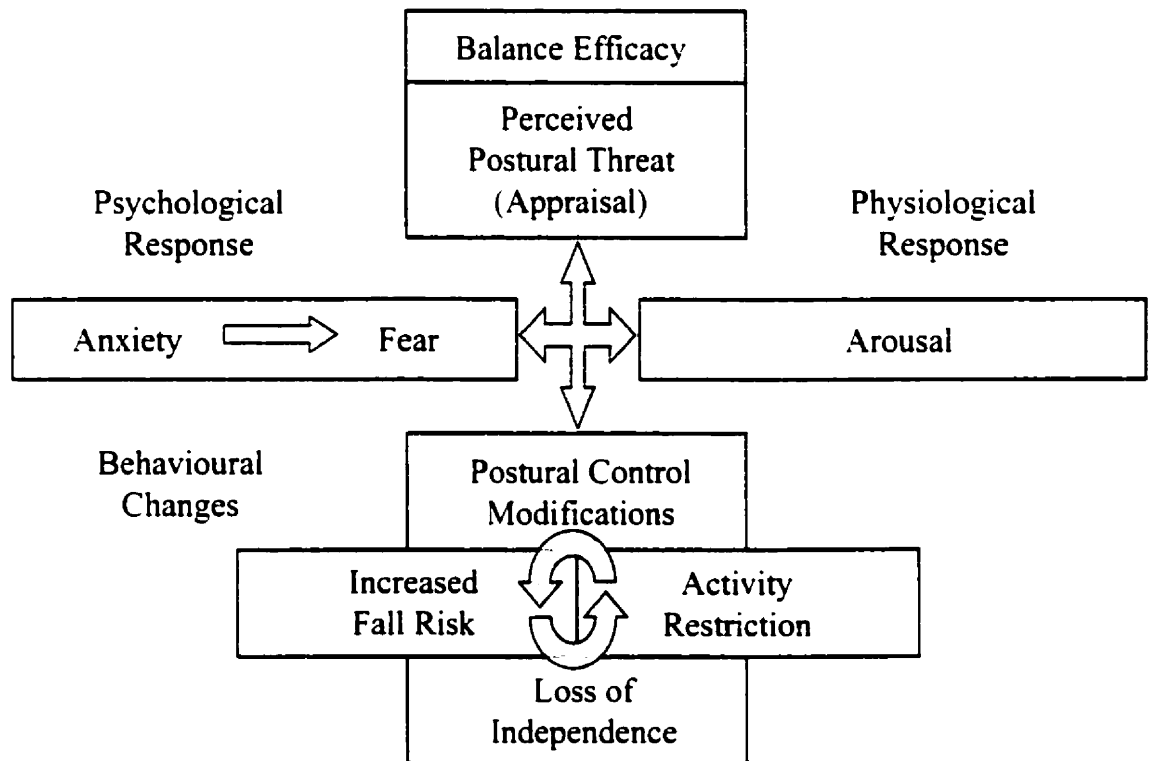 Balance Efficacy
Perceived
Postural Threat
(Appraisal)
Psychological
Response
Physiological
Response
Anxiety
Fear
Arousal
Behavioural
Changes
Postural Control
Modifications
Increased
Fall Risk
Activity
Restriction
Loss of
Independence